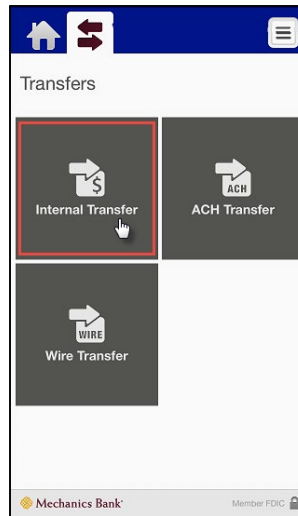 Transfers
$
Internal Transfer
ACH
ACH Transfer
WIRE
Wire Transfer
Mechanics Bank
Member FDIC